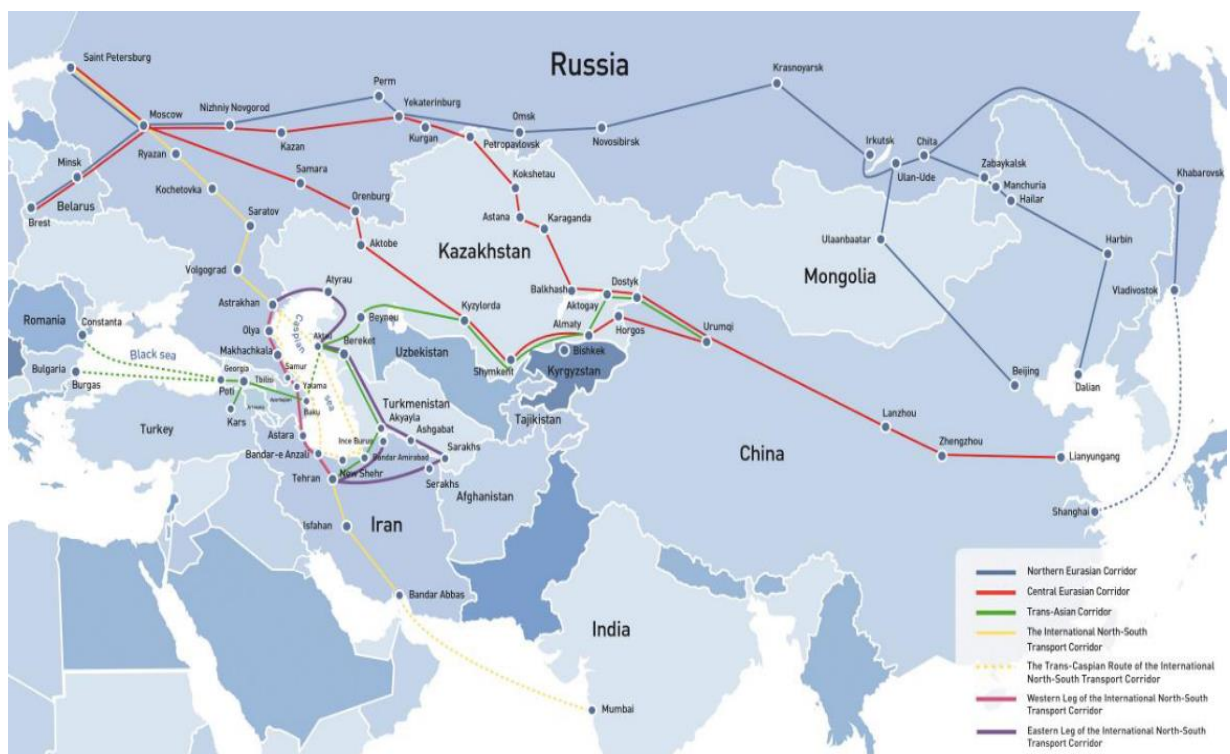 Saint Petersburg
Russia
Krasnoyarsk
Perm
Nizhniy Novgorod
Moscow
Yekaterinburg
Omsk
Kazan
Kurgan
Petropavlotsk
Novosibirsk
Ryazan
Irkutsk
Chita
Minsk
Samara
Ulan-Ude
Zabaykalsk
Manchuria
Hailar
Khabarovsk
Kochetovka
Kokshetau
Belarus
Brest
Orenburg
Saratov
Astana
Karaganda
Aktobe
Kazakhstan
Ulaanbaatar
Harbin
Volgograd
Mongolia
Atyrau
Balkhash
Dostyk
Vladivostok
Astrakhan
Aktogay
Romania
Constanta
Caspian
sea
Olya
Beyneu
Kyzylorda
Almaty
Horgos
Urumqi
Aktau
Bereket
Makhachkala
Uzbekistan
Black sea
Bishkek
Kyrgyzstan
Shymkent
Bulgaria
Burgas
Georgia
Tbilisi
Poti
Samur
Yalama
Beijing
Dalian
Turkmenistan
Tajikistan
Kars
Baku
Akyayla
Turkey
Astara
Ashgabat
Lanzhou
Ince Burun
Sarakhs
Bandar-e Anzali
Bandar Amirabad
Zhengzhou
China
Lianyungang
Tehran
New Shehr
Serakhs
Afghanistan
Shanghai
Isfahan
Iran
Bandar Abbas
India
Mumbai
Northern Eurasian Corridor
Central Eurasian Corridor
Trans-Asian Corridor
The International North-South
Transport Corridor
The Trans-Caspian Route of the International
North-South Transport Corridor
Western Leg of the International North-South
Transport Corridor
Eastern Leg of the International North-South
Transport Corridor